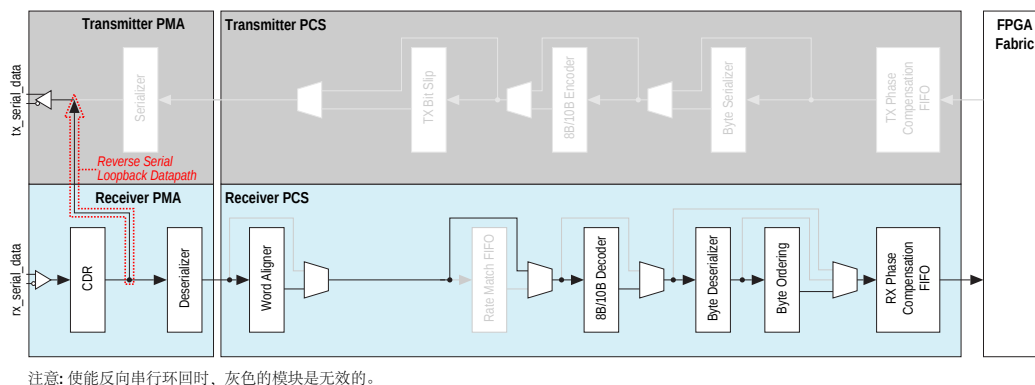 Transmitter PMA
Transmitter PCS
FPGA
Fabric
tx_serial_data
Serializer
TX Bit Slip
8B/10B Encoder
Byte Serializer
TX Phase
Compensation
FIFO
Reverse Serial
Loopback Datapath
Receiver PMA
Receiver PCS
rx_serial_data
CDR
Deserializer
Word Aligner
Rate Match FIFO
8B/10B Decoder
Byte Deserializer
Byte Ordering
RX Phase
Compensation
FIFO
注意: 使能反向串行环回时，灰色的模块是无效的。